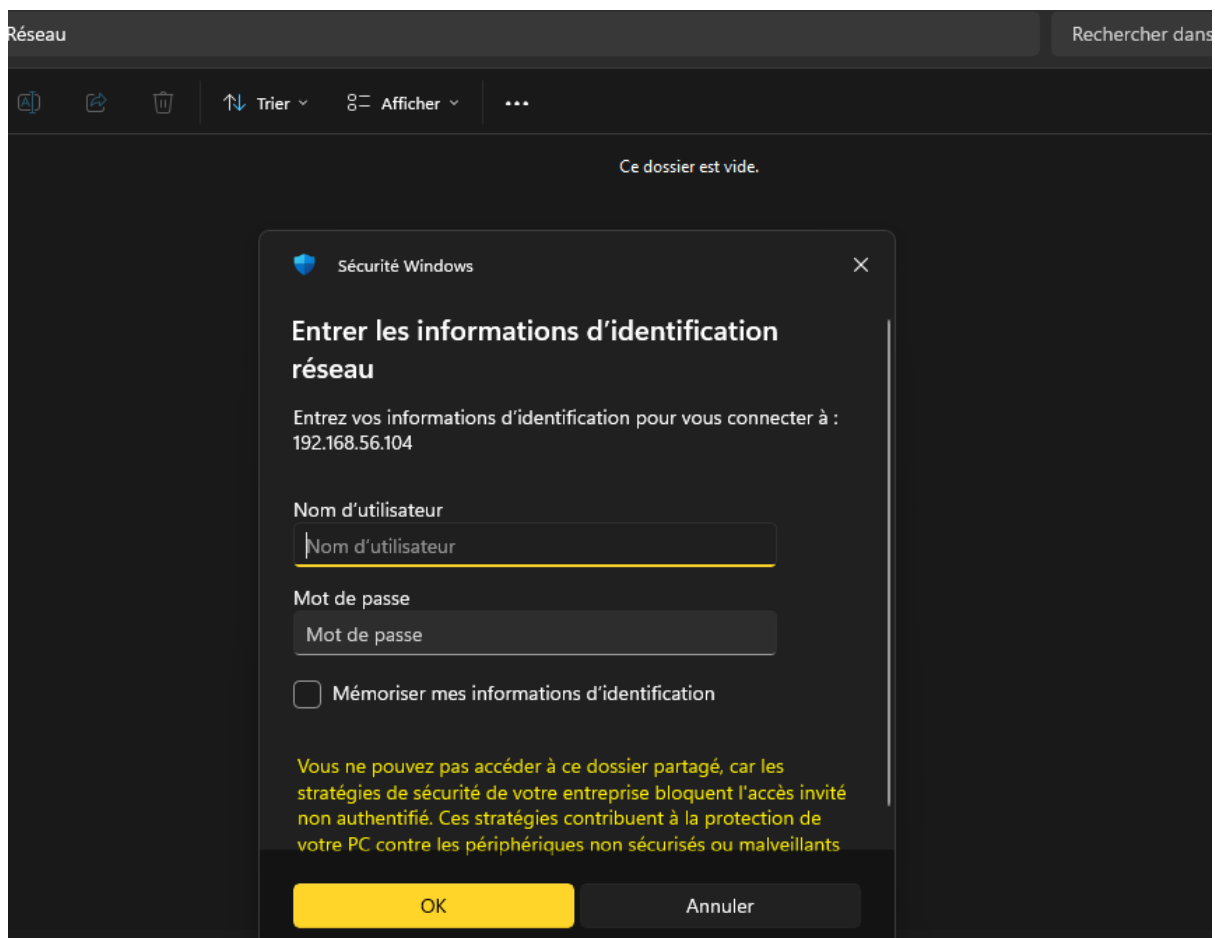 Réseau
Rechercher dans
Trier
Afficher
Ce dossier est vide.
Sécurité Windows
Entrer les informations d'identification
réseau
Entrez vos informations d'identification pour vous connecter à :
192.168.56.104
Nom d'utilisateur
Nom d'utilisateur
Mot de passe
Mot de passe
Mémoriser mes informations d'identification
Vous ne pouvez pas accéder à ce dossier partagé, car les
stratégies de sécurité de votre entreprise bloquent l'accès invité
non authentifié. Ces stratégies contribuent à la protection de
votre PC contre les périphériques non sécurisés ou malveillants
OK
Annuler